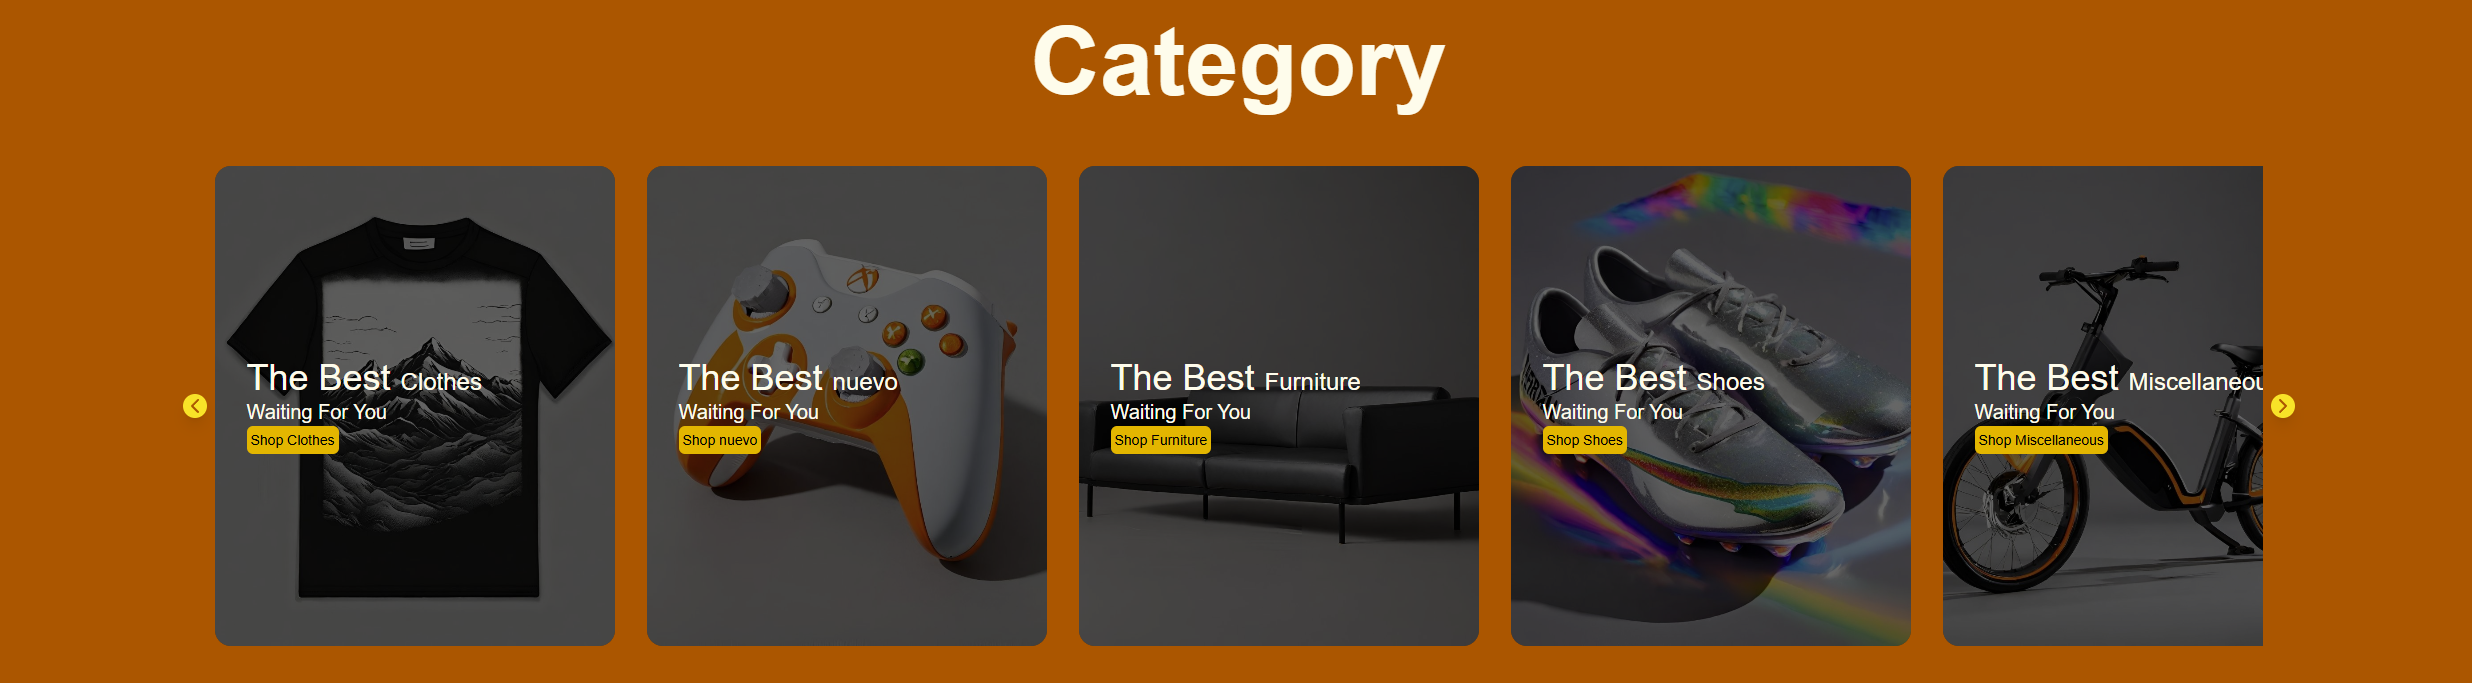 Category
The Best Clothes
Waiting For You
Shop Clothes
The Best nuevo
Waiting For You
Shop nuevo
The Best Furniture
Waiting For You
Shop Furniture
The Best Shoes
Waiting For You
Shop Shoes
The Best Miscellaneou
Waiting For You
Shop Miscellaneous